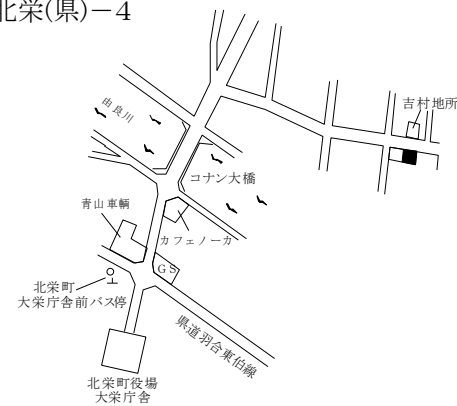 北栄(県)－4
吉村地所
由良川
コナン大橋
青山車輌
カフェノーカ
GS
北栄町
大栄庁舎前バス停
県道羽合東伯線
北栄町役場
大栄庁舎